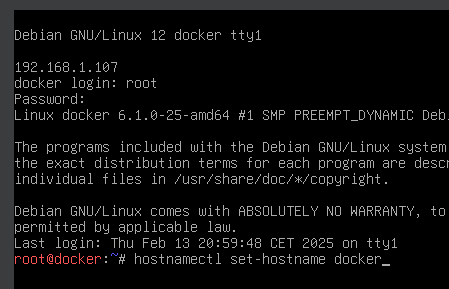 Debian GNU/Linux 12 docker tty1
192.168.1.107
docker login: root
Password:
Linux docker 6.1.0-25-amd64 #1 SMP PREEMPT_DYNAMIC Deb
The programs included with the Debian GNU/Linux system
the exact distribution terms for each program are desc
individual files in /usr/share/doc/*/copyright.
Debian GNU/Linux comes with ABSOLUTELY NO WARRANTY, to
permitted by applicable law.
Last login: Thu Feb 13 20:59:48 CET 2025 on tty1
root@docker:~# hostnamectl set-hostname docker_